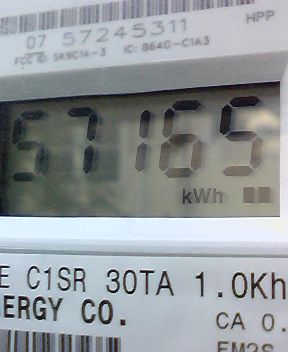 07 57245311 HPP
FCC ID: SK9C1A-3 IC: 864G-C1A3
57165
kWh
E C1SR 30TA 1.0Kh
ERGY CO.
CA 0.
FM2S